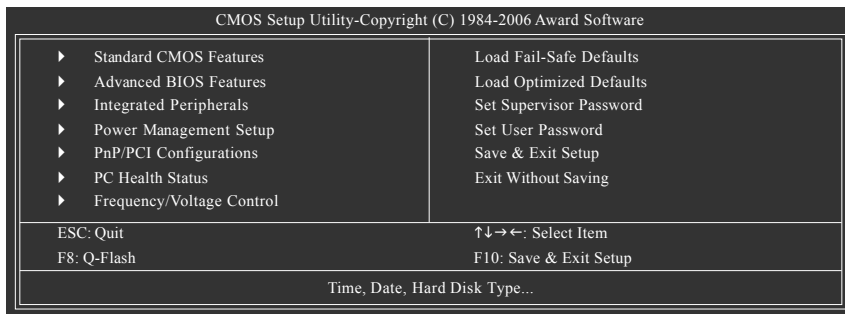 CMOS Setup Utility-Copyright (C) 1984-2006 Award Software
Standard CMOS Features
Advanced BIOS Features
Integrated Peripherals
Power Management Setup
PnP/PCI Configurations
PC Health Status
Frequency/Voltage Control
Load Fail-Safe Defaults
Load Optimized Defaults
Set Supervisor Password
Set User Password
Save & Exit Setup
Exit Without Saving
ESC: Quit
↑↓→←: Select Item
F8: Q-Flash
F10: Save & Exit Setup
Time, Date, Hard Disk Type...